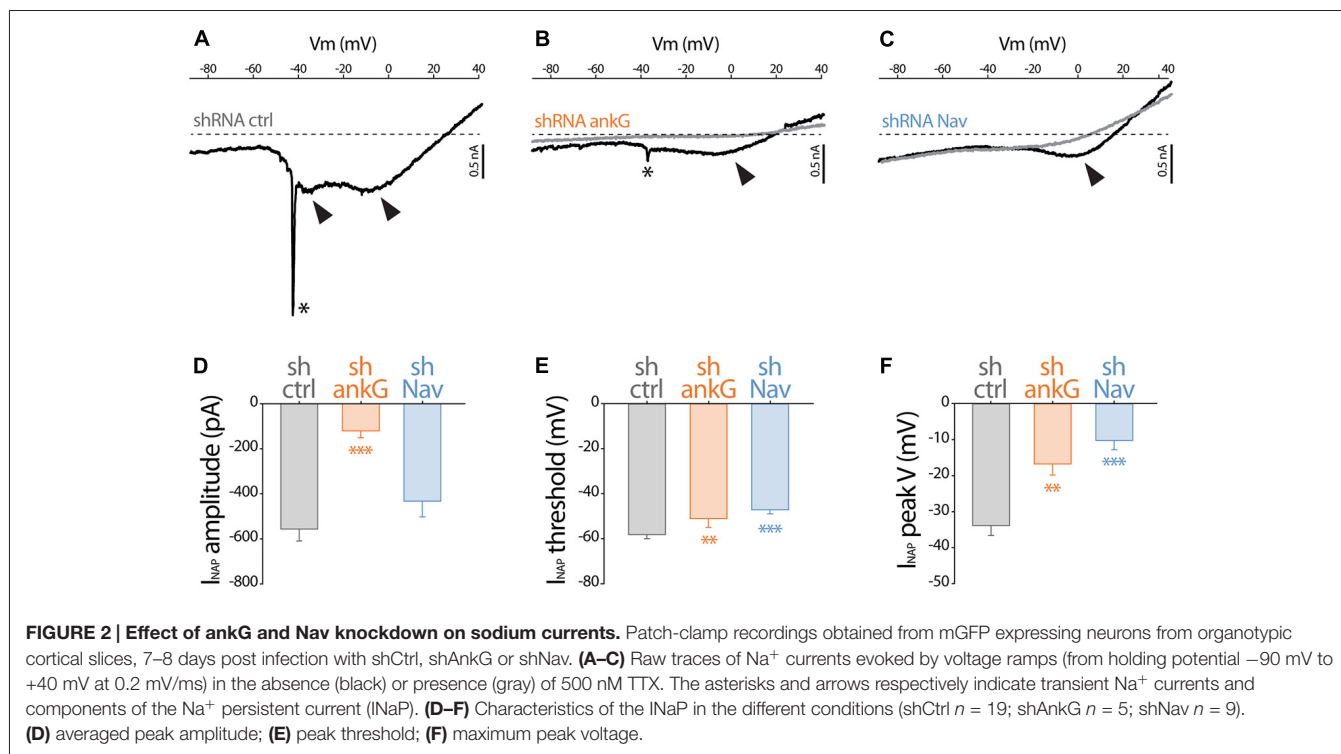 A
Vm (mV)
-80 -60 -40 -20 0 20 40
shRNA ctrl
0.5 nA
*
B
Vm (mV)
-80 -60 -40 -20 0 20 40
shRNA ankG
0.5 nA
*
C
Vm (mV)
-80 -60 -40 -20 0 20 40
shRNA Nav
0.5 nA
D
sh ctrl
sh ankG
sh Nav
INAP amplitude (pA)
0
-200
-400
-600
-800
***
E
sh ctrl
sh ankG
sh Nav
INAP threshold (mV)
0
-20
-40
-60
-80
**
***
F
sh ctrl
sh ankG
sh Nav
INAP peak V (mV)
0
-10
-20
-30
-40
-50
**
***
FIGURE 2 | Effect of ankG and Nav knockdown on sodium currents. Patch-clamp recordings obtained from mGFP expressing neurons from organotypic
cortical slices, 7–8 days post infection with shCtrl, shAnkG or shNav. (A–C) Raw traces of Na+ currents evoked by voltage ramps (from holding potential −90 mV to
+40 mV at 0.2 mV/ms) in the absence (black) or presence (gray) of 500 nM TTX. The asterisks and arrows respectively indicate transient Na+ currents and
components of the Na+ persistent current (INaP). (D–F) Characteristics of the INaP in the different conditions (shCtrl n = 19; shAnkG n = 5; shNav n = 9).
(D) averaged peak amplitude; (E) peak threshold; (F) maximum peak voltage.